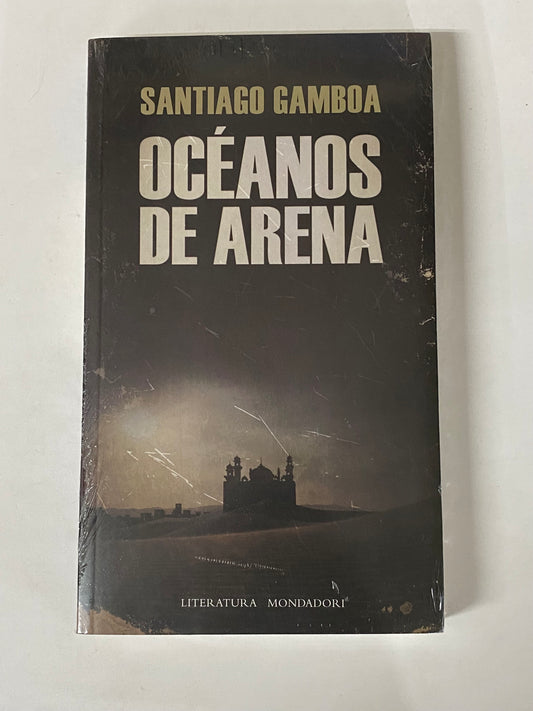 SANTIAGO GAMBOA
OCÉANOS
DE ARENA
LITERATURA MONDADORI